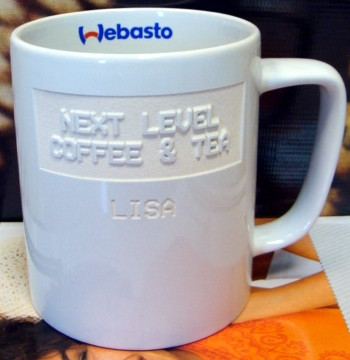 Webasto
NEXT LEVEL
COFFEE & TEA
LISA